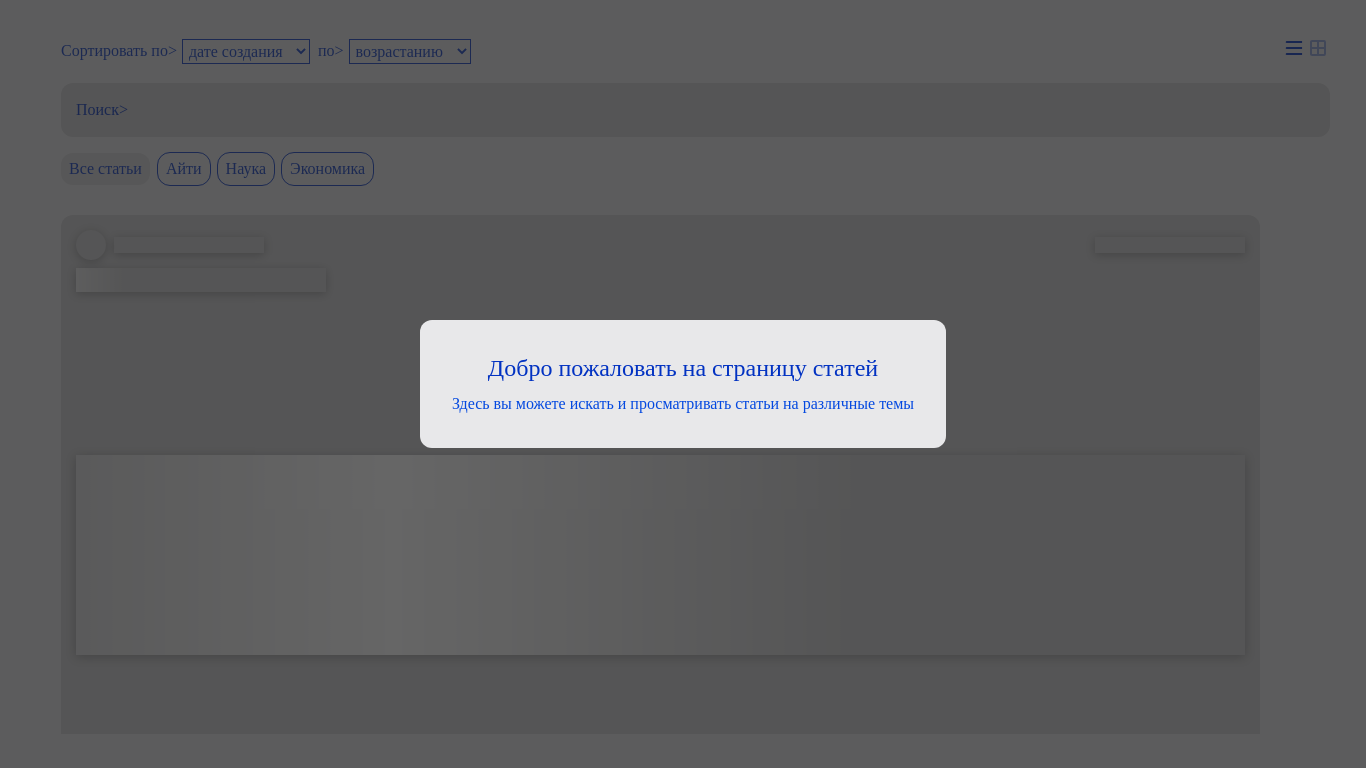 Сортировать по> дате создания по> возрастанию
Поиск>
Все статьи Айти Наука Экономика
Добро пожаловать на страницу статей
Здесь вы можете искать и просматривать статьи на различные темы